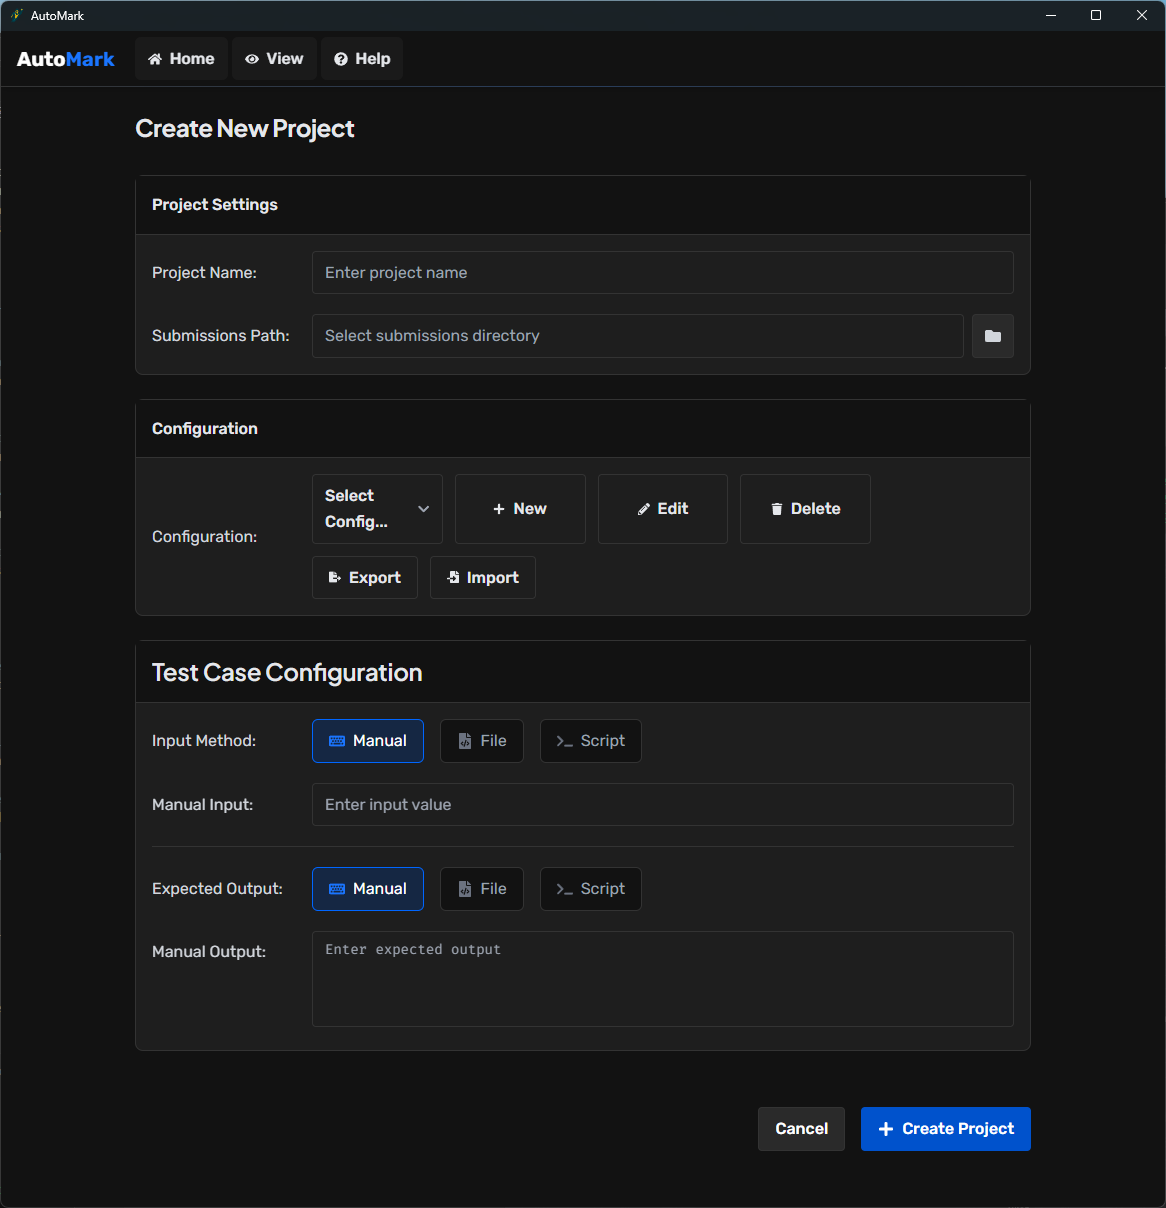 AutoMark
AutoMark
Home
View
Help
Create New Project
Project Settings
Project Name:
Enter project name
Submissions Path:
Select submissions directory
Configuration
Configuration:
Select
Config...
New
Edit
Delete
Export
Import
Test Case Configuration
Input Method:
Manual
File
Script
Manual Input:
Enter input value
Expected Output:
Manual
File
Script
Manual Output:
Enter expected output
Cancel
Create Project